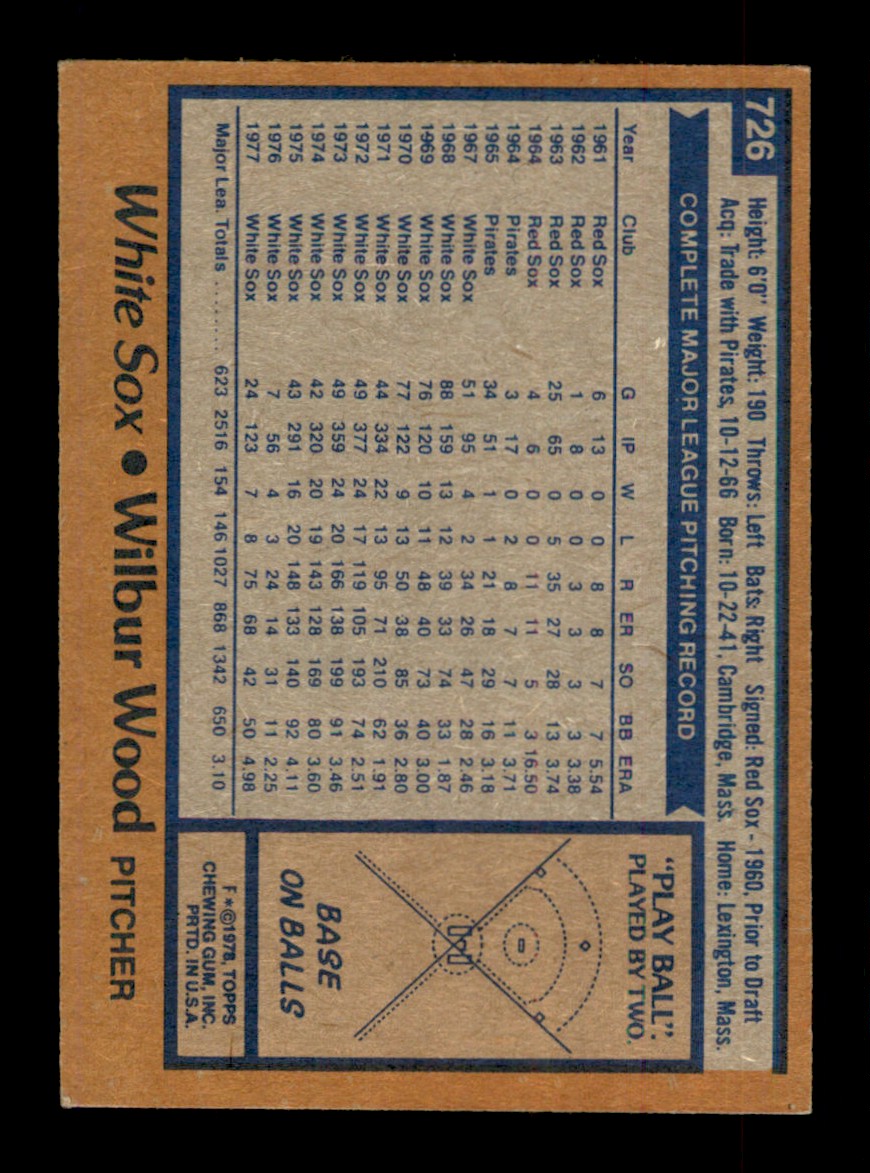 726
Height: 6'0" Weight: 190 Throws: Left Bats: Right Signed: Red Sox - 1960, Prior to Draft
Acq: Trade with Pirates, 10-12-66 Born: 10-22-41, Cambridge, Mass. Home: Lexington, Mass.
COMPLETE MAJOR LEAGUE PITCHING RECORD
Year Club G IP W L R ER SO BB ERA
1961 Red Sox 6 13 0 0 8 8 7 7 5.54
1962 Red Sox 1 8 0 0 3 3 3 3 3.38
1963 Red Sox 25 65 0 5 35 27 28 13 3.74
1964 Red Sox 4 6 0 0 11 11 5 3 16.50
1964 Pirates 3 17 0 2 8 7 7 11 3.71
1965 Pirates 34 51 1 1 21 18 29 16 3.18
1967 White Sox 51 95 4 2 34 26 47 28 2.46
1968 White Sox 88 159 13 12 39 33 74 33 1.87
1969 White Sox 76 120 10 11 48 40 73 40 3.00
1970 White Sox 77 122 9 13 50 38 85 36 2.80
1971 White Sox 44 334 22 13 95 71 210 62 1.91
1972 White Sox 49 377 24 17 119 105 193 74 2.51
1973 White Sox 49 359 24 20 166 138 199 91 3.46
1974 White Sox 42 320 20 19 143 128 169 80 3.60
1975 White Sox 43 291 16 20 148 133 140 92 4.11
1976 White Sox 7 56 4 3 24 14 31 11 2.25
1977 White Sox 24 123 7 8 75 68 42 50 4.98
Major Lea. Totals ......... 623 2516 154 146 1027 868 1342 650 3.10
"PLAY BALL".
PLAYED BY TWO.
BASE
ON BALLS
F*©1978, TOPPS
CHEWING GUM, INC.
PRTD. IN U.S.A.
White Sox • Wilbur Wood PITCHER